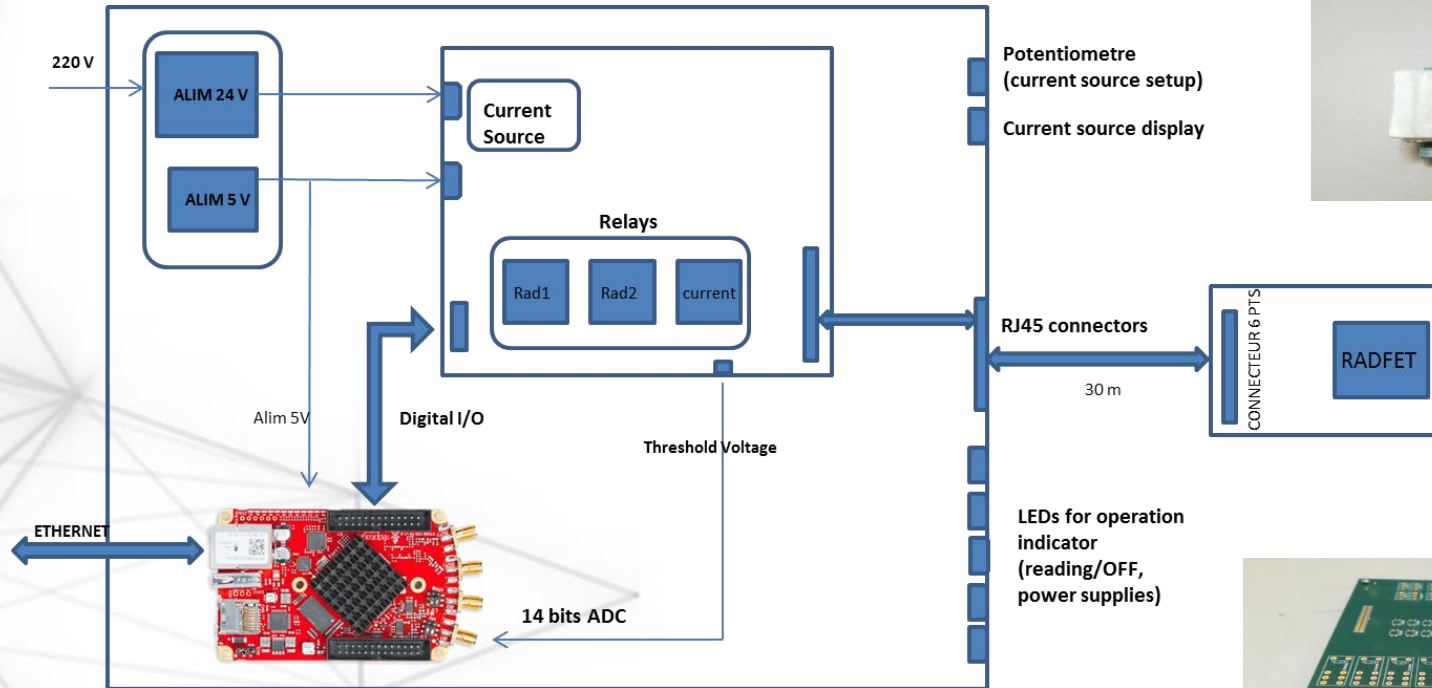 220 V
ALIM 24 V
ALIM 5 V
Current
Source
Relays
Rad1
Rad2
current
Potentiometre
(current source setup)
Current source display
RJ45 connectors
30 m
CONNECTEUR 6 PTS
RADFET
Alim 5V
Digital I/O
Threshold Voltage
ETHERNET
14 bits ADC
LEDs for operation
indicator
(reading/OFF,
power supplies)